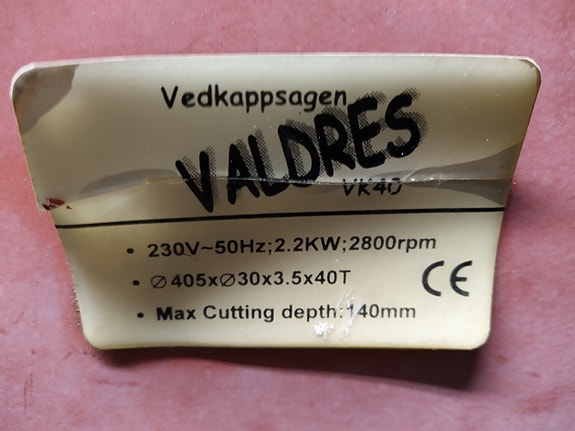 Vedkappsagen
VALDRES
VK40
• 230V~50Hz;2.2KW;2800rpm
• ∅405x∅30x3.5x40T
• Max Cutting depth:140mm
CE